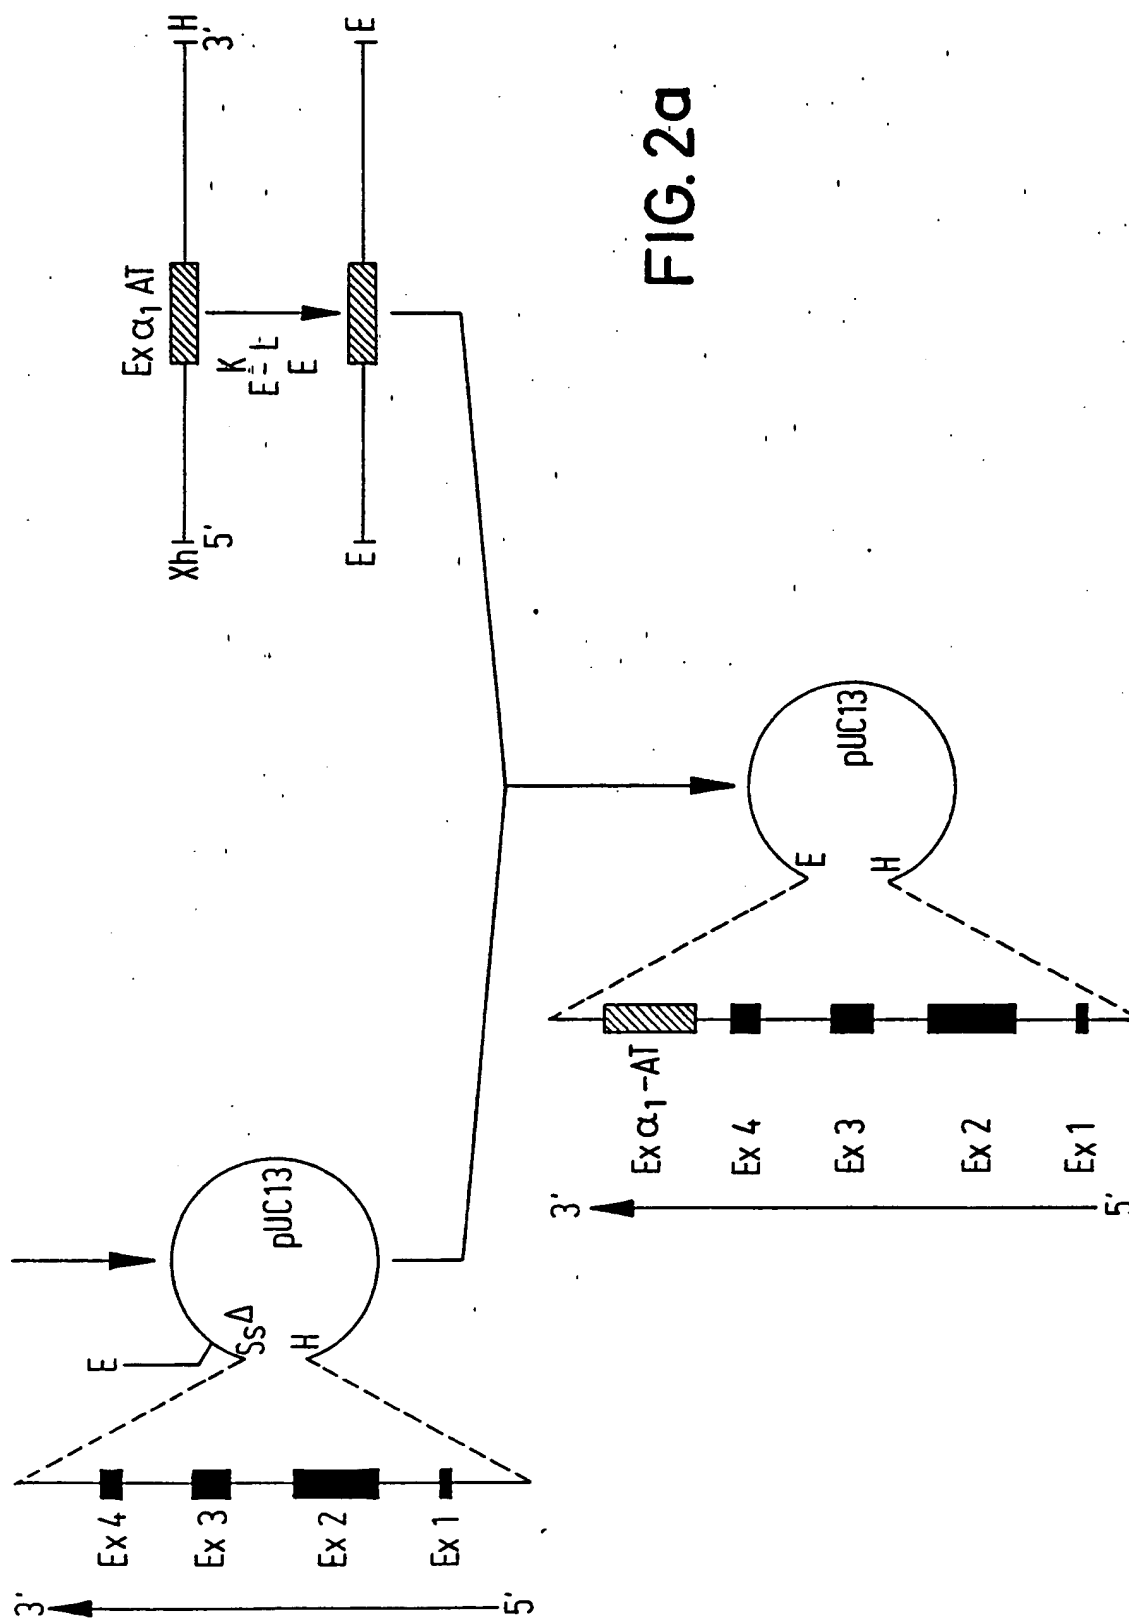 Ex α₁ AT
Xh
5'
H
3'
K
E - L
E
E
E
FIG. 2a
E
Ss Δ
H
pUC13
3'
Ex 4
Ex 3
Ex 2
Ex 1
5'
E
H
pUC13
3'
Ex α₁-AT
Ex 4
Ex 3
Ex 2
Ex 1
5'